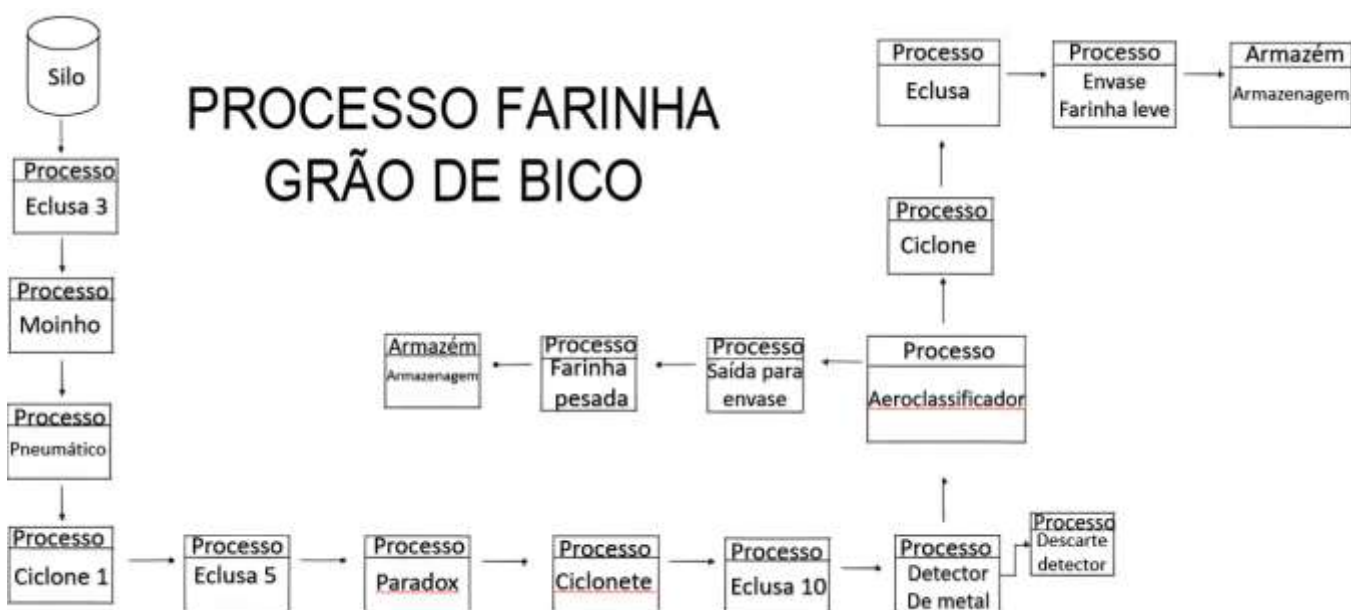 Silo
PROCESSO FARINHA
GRÃO DE BICO
Processo
Eclusa 3
Processo
Moinho
Processo
Pneumático
Processo
Ciclone 1
Processo
Eclusa 5
Processo
Paradox
Processo
Ciclonete
Processo
Eclusa 10
Processo
Detector
De metal
Processo
Descarte
detector
Processo
Aeroclassificador
Processo
Saída para
envase
Processo
Farinha
pesada
Armazém
Armazenagem
Processo
Ciclone
Processo
Eclusa
Processo
Envase
Farinha leve
Armazém
Armazenagem